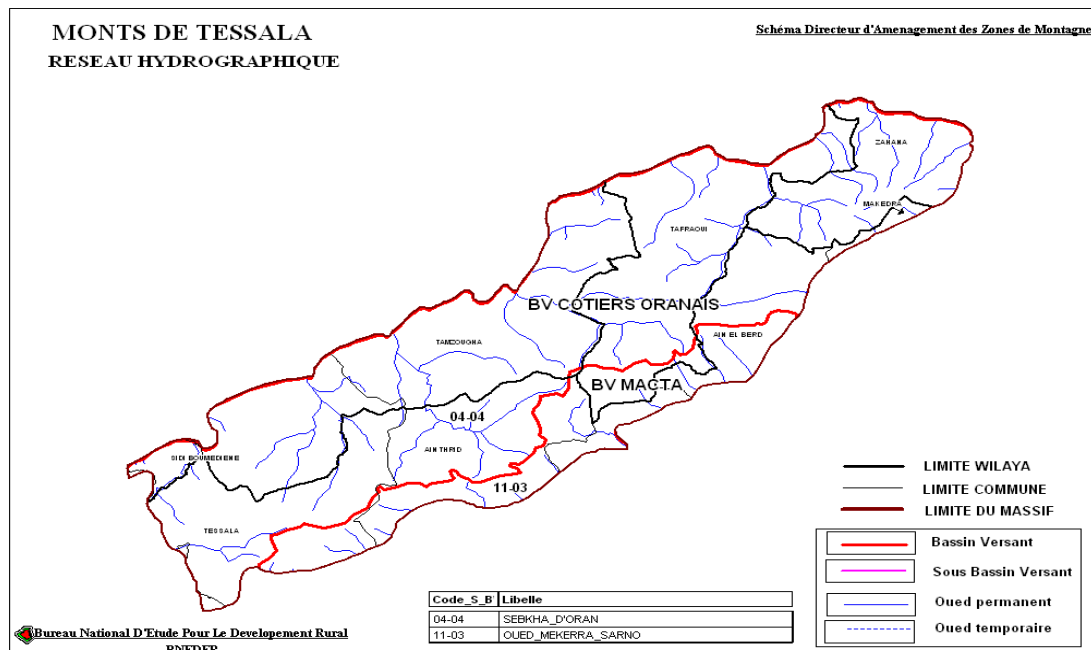 MONTS DE TESSALA
RESEAU HYDROGRAPHIQUE
Schéma Directeur d'Amenagement des Zones de Montagne
ZAHANA
MAKEDRA
TAFRAOUI
BV COTIERS ORANAIS
AIN EL BERD
TAMZOUGHA
BV MACTA
04-04
AIN THRID
SIDI BOUMEDIENE
11-03
TESSALA
LIMITE WILAYA
LIMITE COMMUNE
LIMITE DU MASSIF
Bassin Versant
Sous Bassin Versant
Oued permanent
Oued temporaire
Code_S_B Libelle
04-04 SEBKHA_D'ORAN
11-03 OUED_MEKERRA_SARNO
Bureau National D'Etude Pour Le Developement Rural
BNEDER